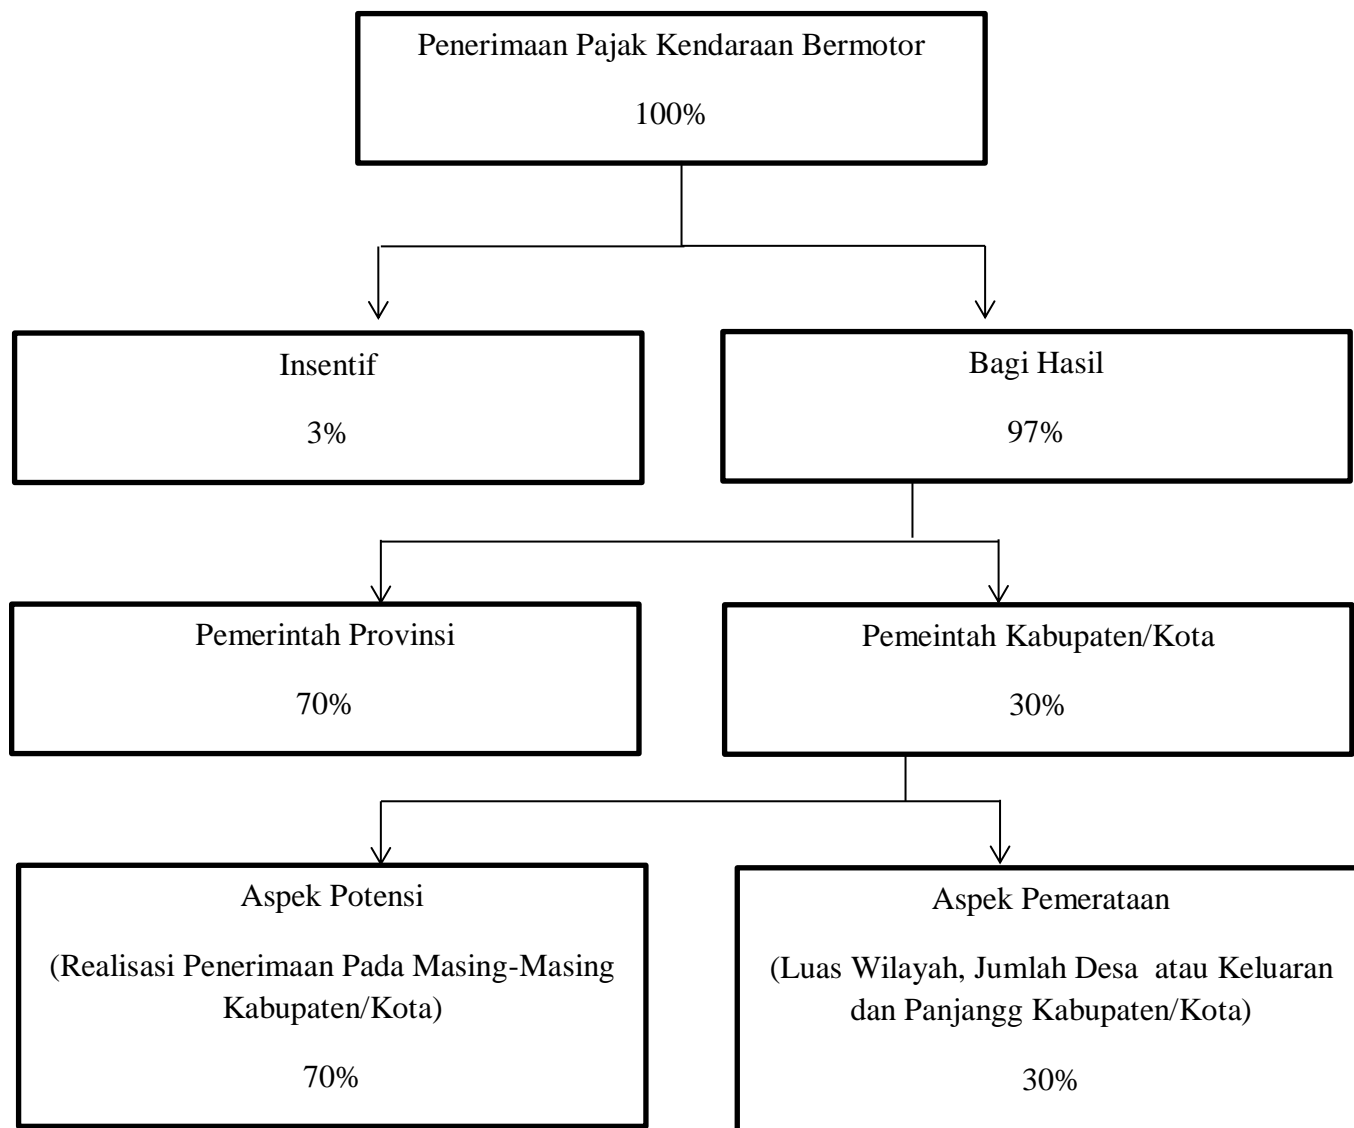 Penerimaan Pajak Kendaraan Bermotor
100%
Insentif
3%
Bagi Hasil
97%
Pemerintah Provinsi
70%
Pemeintah Kabupaten/Kota
30%
Aspek Potensi
(Realisasi Penerimaan Pada Masing-Masing
Kabupaten/Kota)
70%
Aspek Pemerataan
(Luas Wilayah, Jumlah Desa  atau Keluaran
dan Panjangg Kabupaten/Kota)
30%